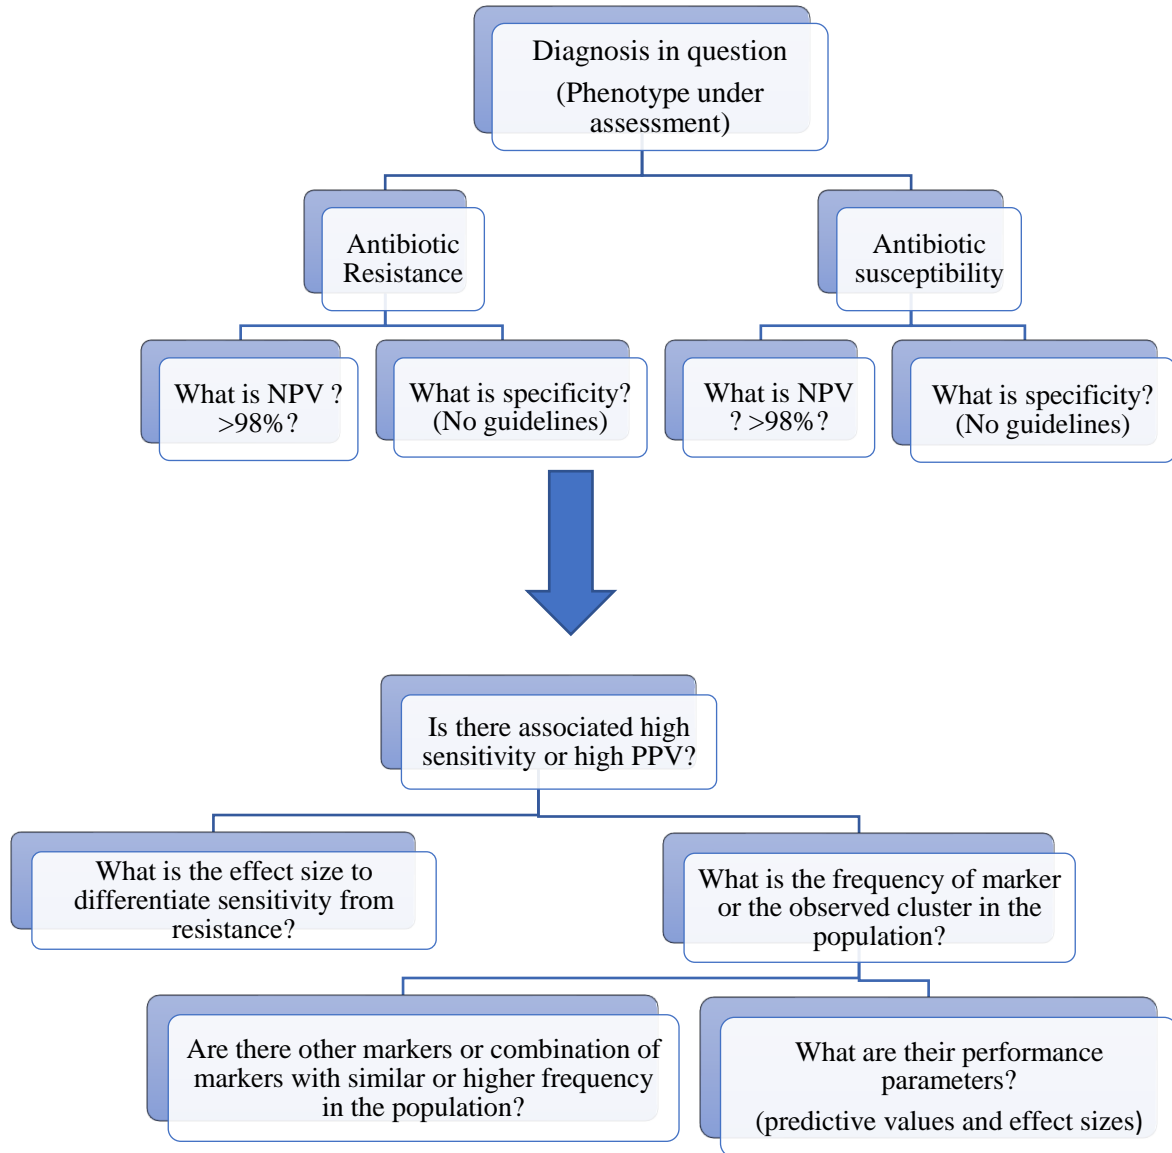 Diagnosis in question
(Phenotype under
assessment)
Antibiotic
Resistance
Antibiotic
susceptibility
What is NPV ?
>98%?
What is specificity?
(No guidelines)
What is NPV
? >98%?
What is specificity?
(No guidelines)
Is there associated high
sensitivity or high PPV?
What is the effect size to
differentiate sensitivity from
resistance?
What is the frequency of marker
or the observed cluster in the
population?
Are there other markers or combination of
markers with similar or higher frequency
in the population?
What are their performance
parameters?
(predictive values and effect sizes)